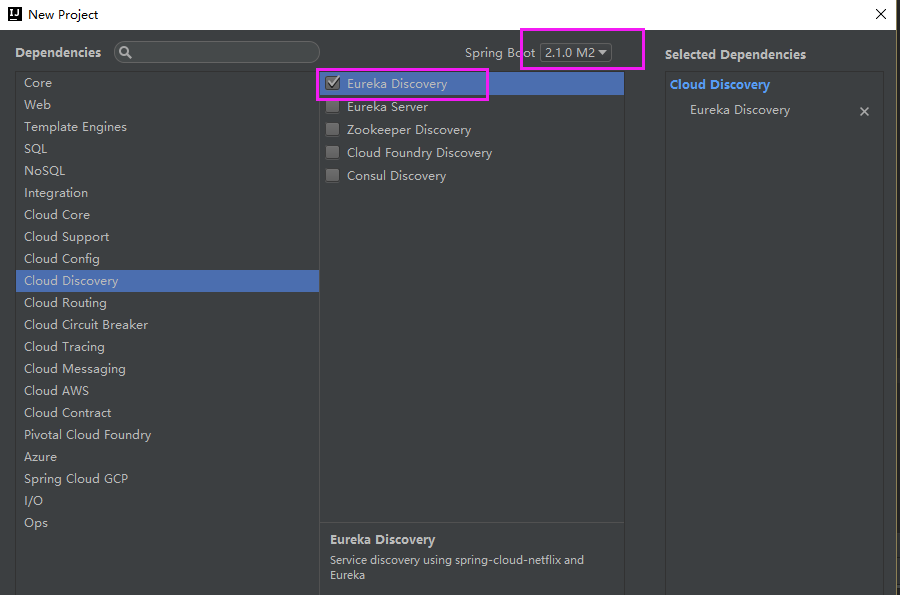 New Project
Dependencies
Spring Boot 2.1.0 M2
Selected Dependencies
Core
Web
Template Engines
SQL
NoSQL
Integration
Cloud Core
Cloud Support
Cloud Config
Cloud Discovery
Cloud Routing
Cloud Circuit Breaker
Cloud Tracing
Cloud Messaging
Cloud AWS
Cloud Contract
Pivotal Cloud Foundry
Azure
Spring Cloud GCP
I/O
Ops
Eureka Discovery
Eureka Server
Zookeeper Discovery
Cloud Foundry Discovery
Consul Discovery
Eureka Discovery
Service discovery using spring-cloud-netflix and
Eureka
Cloud Discovery
Eureka Discovery